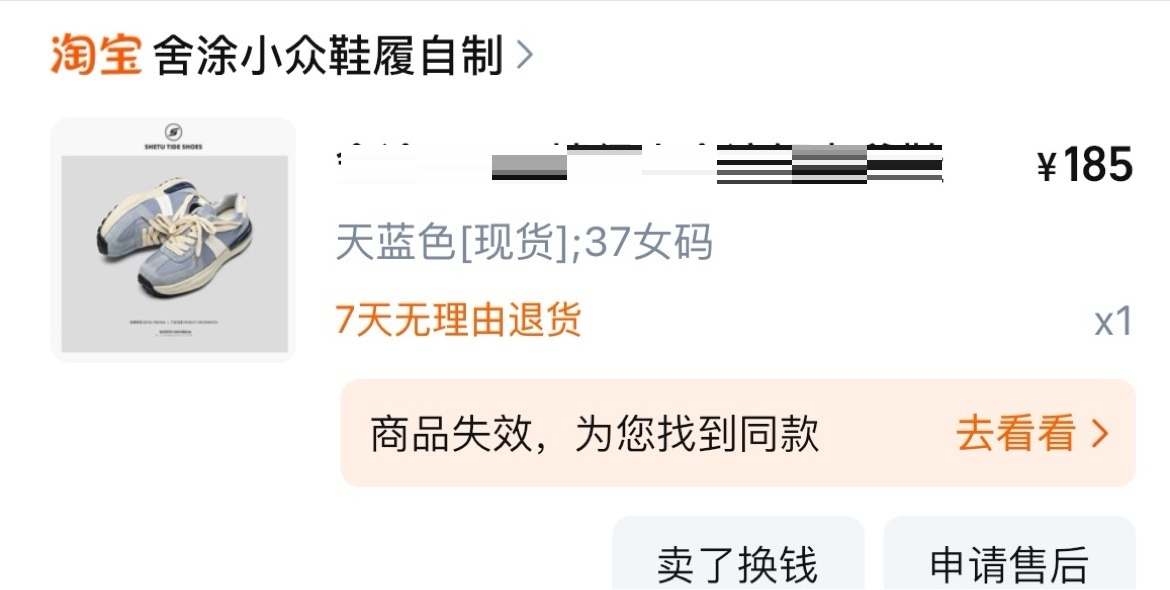 淘宝 舍涂小众鞋履自制 >
SHETU TIDE SHOES
¥185
天蓝色[现货];37女码
7天无理由退货
x1
商品失效，为您找到同款
去看看 >
卖了换钱
申请售后